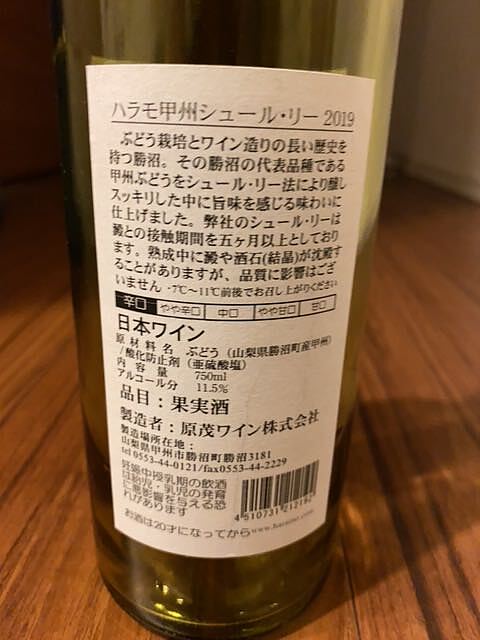 ハラモ甲州シュール・リー 2019
ぶどう栽培とワイン造りの長い歴史を
持つ勝沼。その勝沼の代表品種である
甲州ぶどうをシュール・リー法により醸し
スッキリした中に旨味を感じる味わいに
仕上げました。弊社のシュール・リーは
澱との接触期間を五ヶ月以上としており
ます。熟成中に澱や酒石(結晶)が沈殿す
ることがありますが、品質に影響はござ
いません ・7℃〜11℃前後でお召し上がりください
辛口 やや辛口 中口 やや甘口 甘口
日本ワイン
原材料名 ぶどう（山梨県勝沼町産甲州）
/酸化防止剤（亜硫酸塩）
内容量 750ml
アルコール分 11.5%
品目：果実酒
製造者：原茂ワイン株式会社
製造場所在地：
山梨県甲州市勝沼町勝沼3181
tel 0553-44-0121/fax0553-44-2229
妊娠中授乳期の飲酒
は胎児・乳児の発育
に悪影響を与える恐
れがあります
4 510731 212192
お酒は20才になってから www.haramo.com